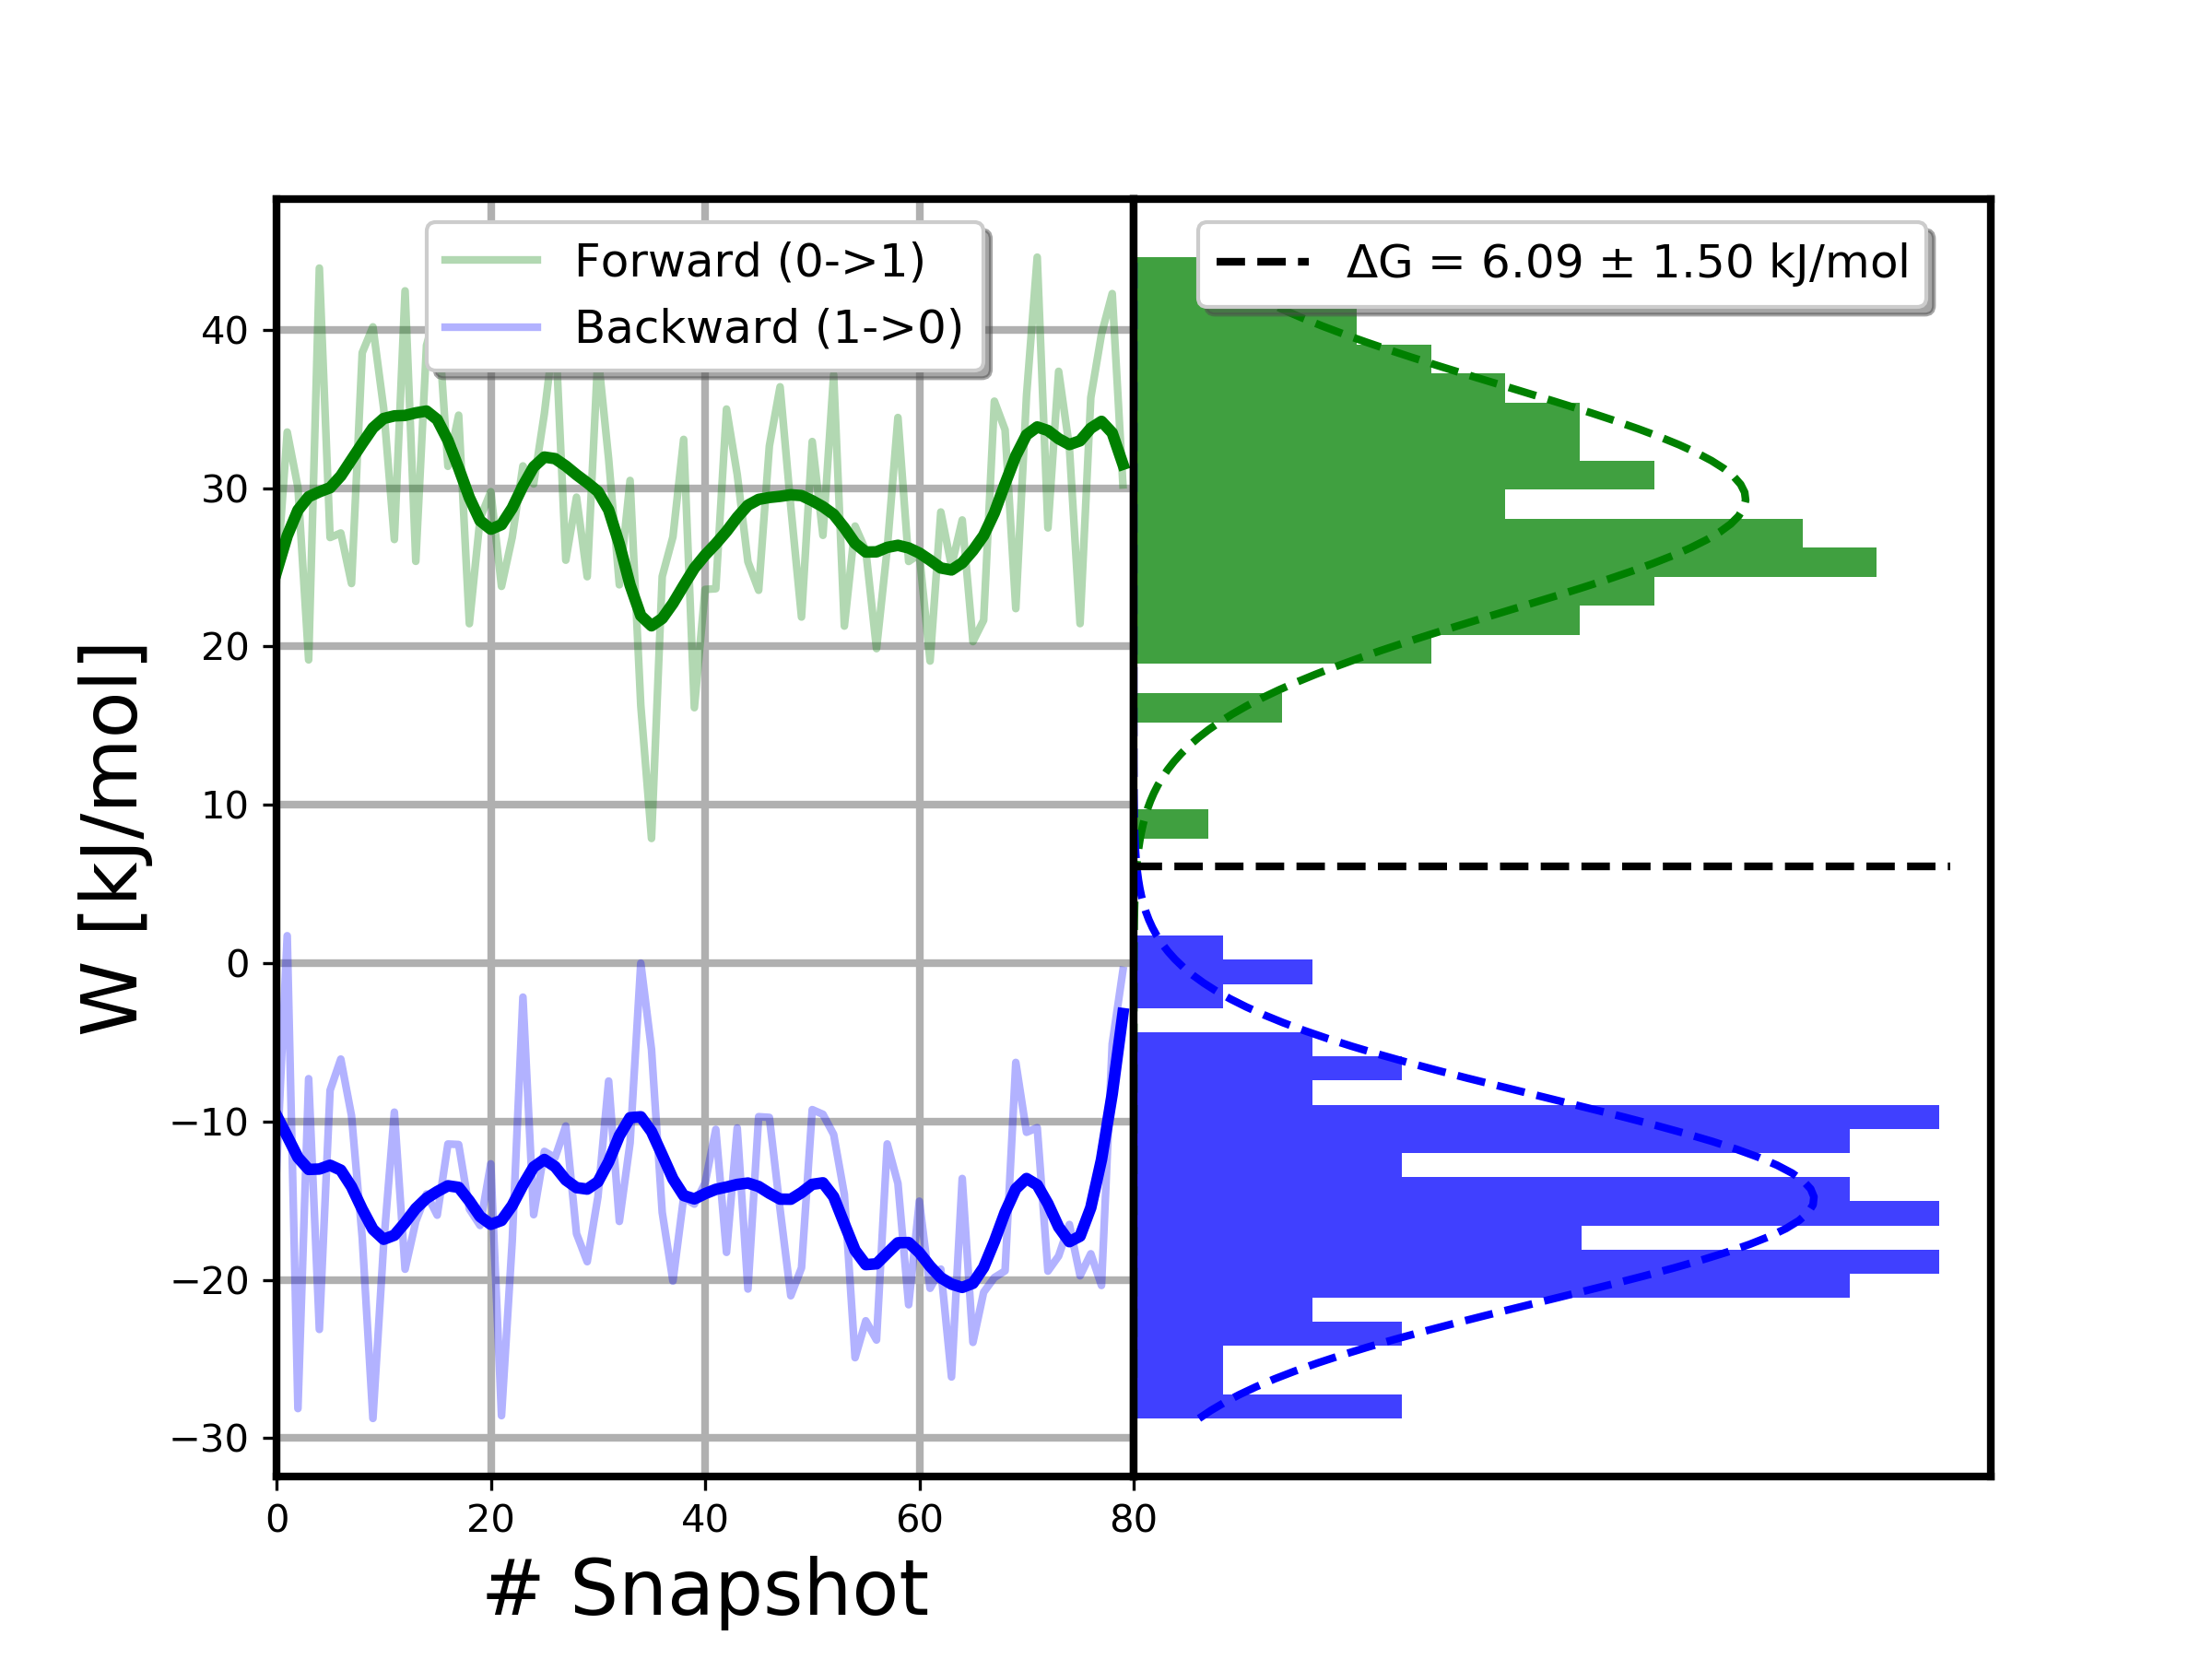 Forward (0->1)
Backward (1->0)
ΔG = 6.09 ± 1.50 kJ/mol
W [kJ/mol]
40
30
20
10
0
−10
−20
−30
0 20 40 60 80
# Snapshot